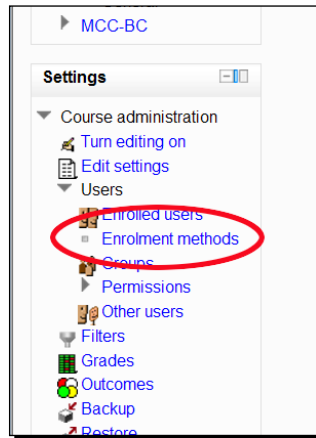 MCC-BC
Settings
Course administration
Turn editing on
Edit settings
Users
Enrolled users
Enrolment methods
Groups
Permissions
Other users
Filters
Grades
Outcomes
Backup
Restore